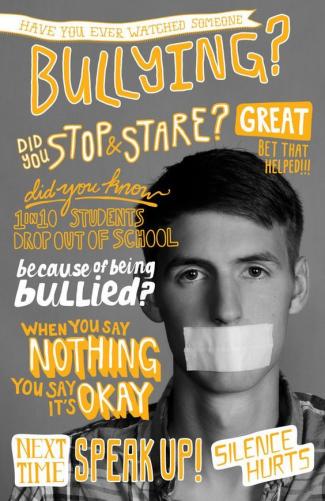 HAVE YOU EVER WATCHED SOMEONE
BULLYING?
DID YOU STOP & STARE?
GREAT
BET THAT
HELPED!!!
did you know
1 ON 10 STUDENTS
DROP OUT OF SCHOOL
because of being
bullied?
WHEN YOU SAY
NOTHING
YOU SAY
IT'S OKAY
NEXT
TIME
SPEAK UP!
SILENCE
HURTS